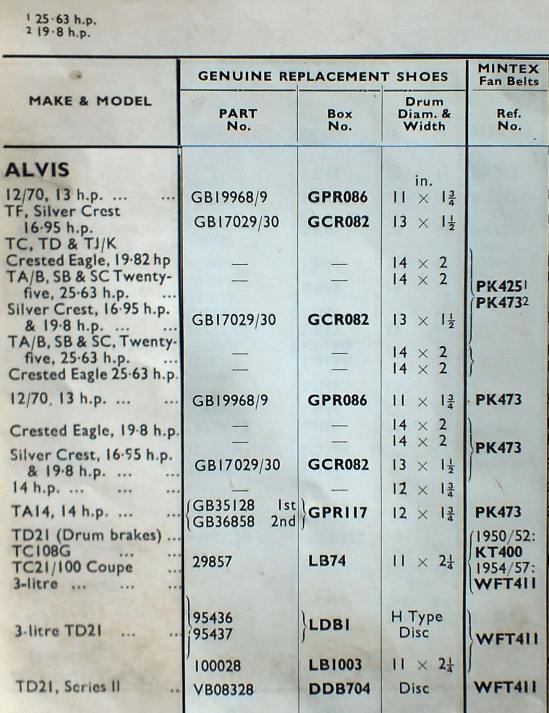 1 25·63 h.p.
2 19·8 h.p.
MAKE & MODEL
GENUINE REPLACEMENT SHOES
MINTEX
Fan Belts
PART
No.
Box
No.
Drum
Diam. &
Width
Ref.
No.
ALVIS
in.
12/70, 13 h.p. ... ... GB19968/9 GPR086 11 × 1¾
TF, Silver Crest
16·95 h.p. GB17029/30 GCR082 13 × 1½
TC, TD & TJ/K
Crested Eagle, 19·82 hp — — 14 × 2
TA/B, SB & SC Twenty- — — 14 × 2
five, 25·63 h.p. ... PK425¹
Silver Crest, 16·95 h.p. PK473²
& 19·8 h.p. ... GB17029/30 GCR082 13 × 1½
TA/B, SB & SC, Twenty-
five, 25·63 h.p. ... — — 14 × 2
Crested Eagle 25·63 h.p. — — 14 × 2
12/70, 13 h.p. ... ... GB19968/9 GPR086 11 × 1¾ PK473
Crested Eagle, 19·8 h.p. — — 14 × 2
— — 14 × 2 PK473
Silver Crest, 16·95 h.p.
& 19·8 h.p. ... ... GB17029/30 GCR082 13 × 1½
14 h.p. ... ... ... — — 12 × 1¾
TA14, 14 h.p. ... ... GB35128 1st GPR117 12 × 1¾ PK473
GB36858 2nd
TD21 (Drum brakes) ... 1950/52:
TC108G ... ... KT400
TC21/100 Coupe ... 29857 LB74 11 × 2¼ 1954/57:
3-litre ... ... ... WFT411
3-litre TD21 ... ... 95436 LDB1 H Type
95437 Disc WFT411
100028 LB1003 11 × 2¼
TD21, Series II .. VB08328 DDB704 Disc WFT411